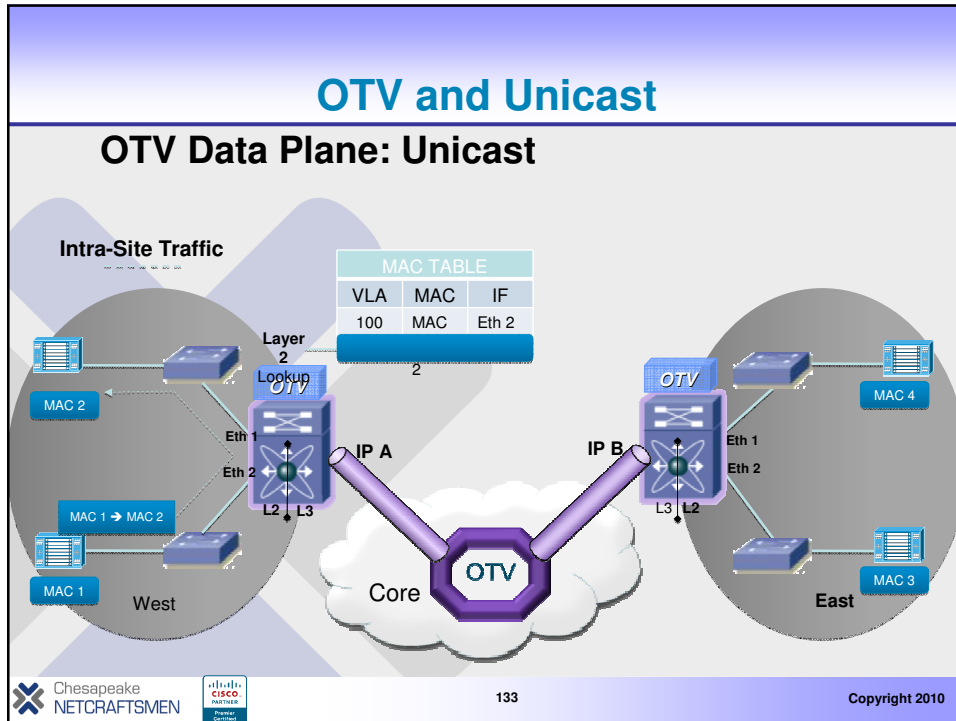 OTV and Unicast
OTV Data Plane: Unicast
Intra-Site Traffic
MAC TABLE
VLA MAC IF
100 MAC Eth 2
2
Layer
2
Lookup
OTV
OTV
MAC 2
MAC 4
Eth 1
Eth 2
IP A
IP B
Eth 1
Eth 2
L2 L3
L3 L2
MAC 1 ➔ MAC 2
MAC 1
West
Core
OTV
MAC 3
East
Chesapeake
NETCRAFTSMEN
CISCO
PARTNER
Premier
Certified
133
Copyright 2010